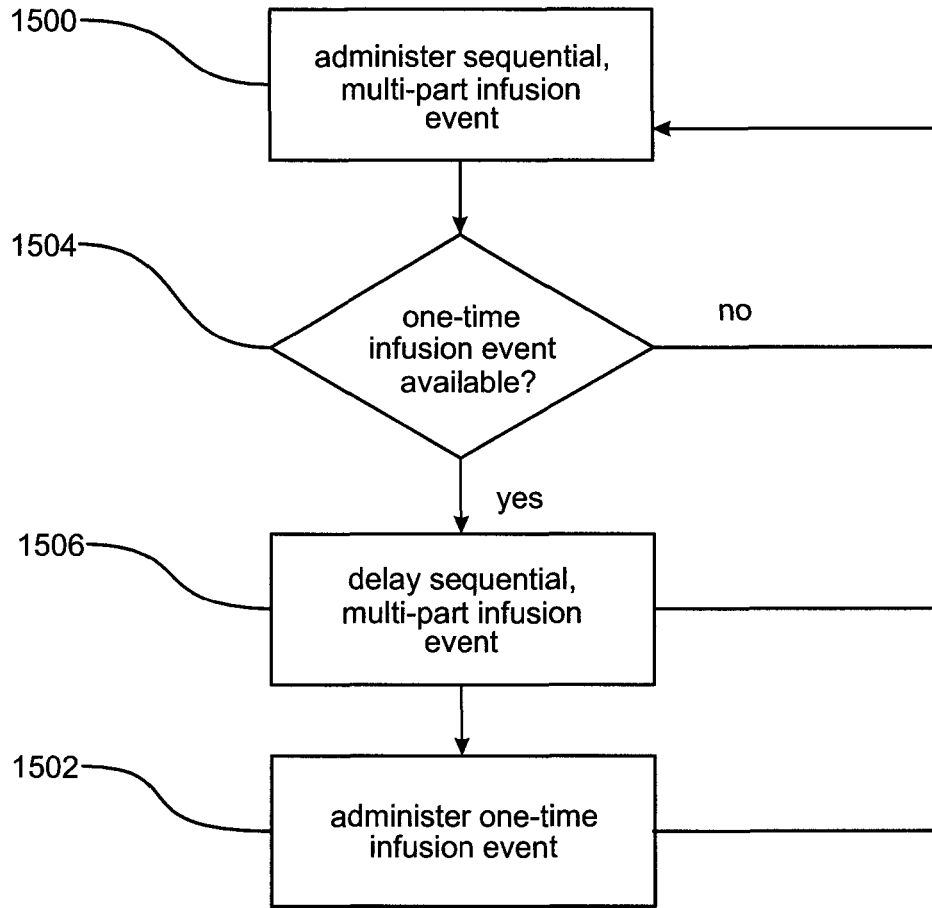 1500
administer sequential,
multi-part infusion
event
1504
one-time
infusion event
available?
no
yes
1506
delay sequential,
multi-part infusion
event
1502
administer one-time
infusion event